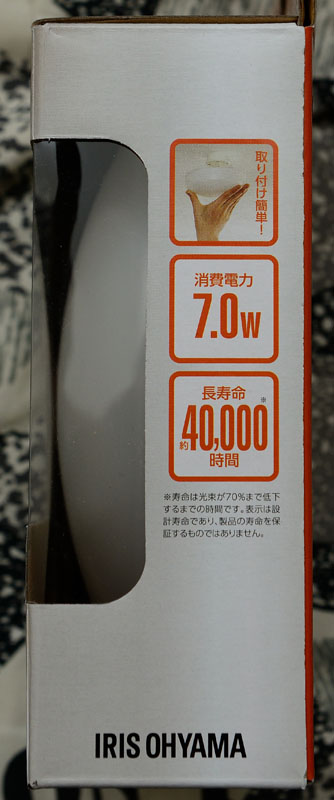 取り付け簡単!
消費電力
7.0W
長寿命
約40,000※
時間
※寿命は光束が70%まで低下
するまでの時間です。表示は設
計寿命であり、製品の寿命を保
証するものではありません。
IRIS OHYAMA